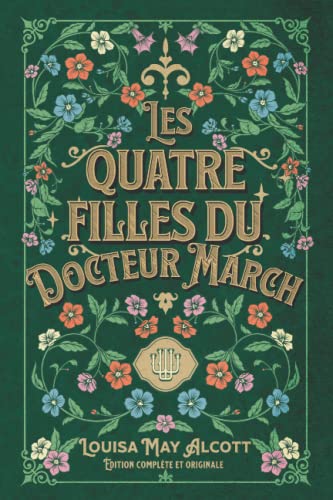 Les
Quatre
Filles du
Docteur March
Louisa May Alcott
Edition complète et originale